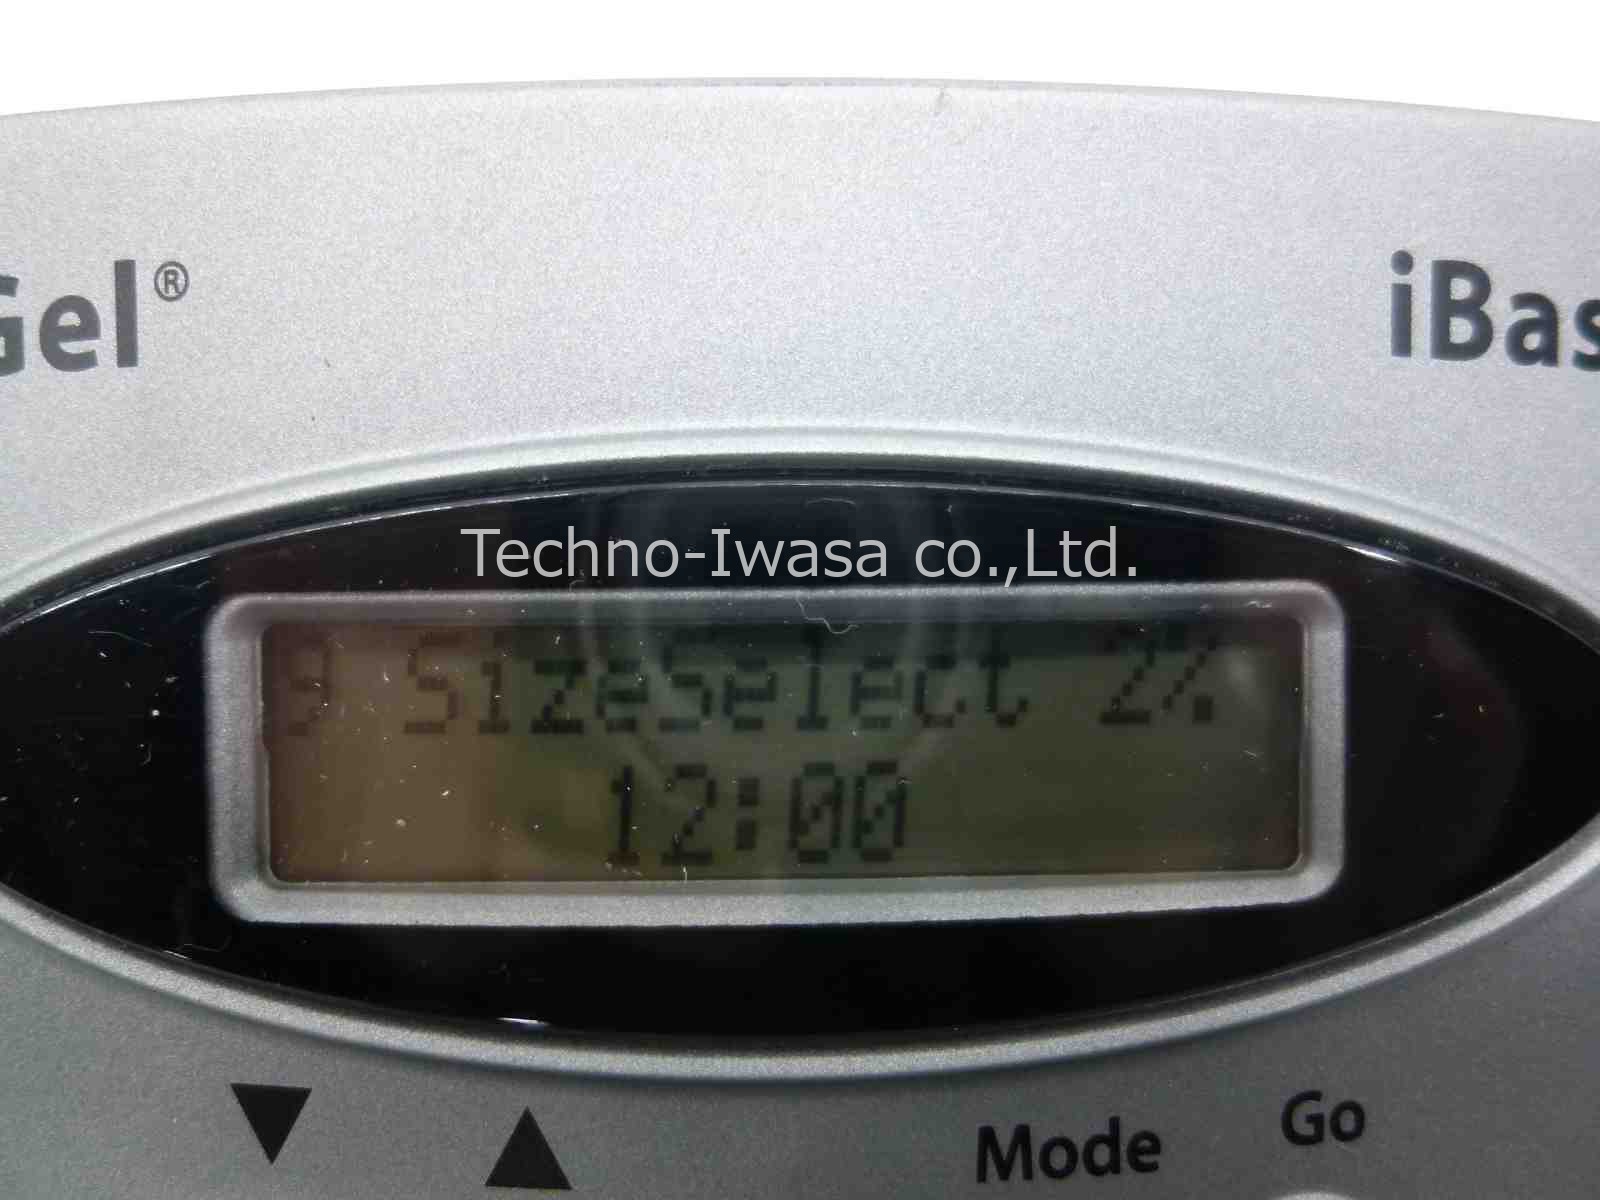 Gel®
iBas
Techno-Iwasa co.,Ltd.
9 SizeSelect 2%
12:00
▼ ▲
Mode
Go